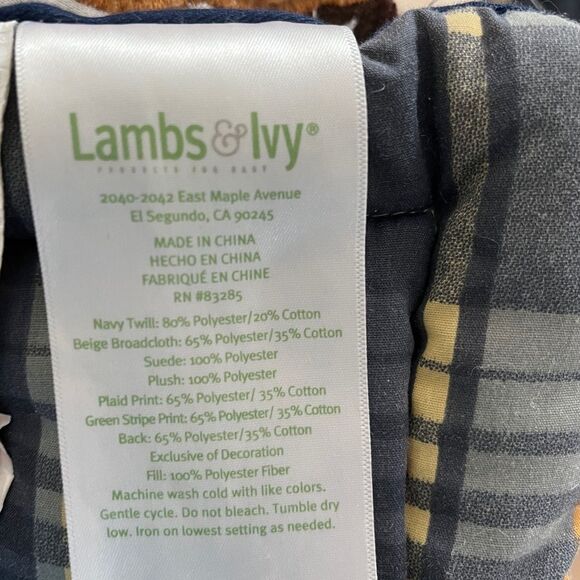 Lambs & Ivy®
PRODUCTS FOR BABY
2040-2042 East Maple Avenue
El Segundo, CA 90245
MADE IN CHINA
HECHO EN CHINA
FABRIQUÉ EN CHINE
RN #83285
Navy Twill: 80% Polyester/20% Cotton
Beige Broadcloth: 65% Polyester/35% Cotton
Suede: 100% Polyester
Plush: 100% Polyester
Plaid Print: 65% Polyester/ 35% Cotton
Green Stripe Print: 65% Polyester/ 35% Cotton
Back: 65% Polyester/35% Cotton
Exclusive of Decoration
Fill: 100% Polyester Fiber
Machine wash cold with like colors.
Gentle cycle. Do not bleach. Tumble dry
low. Iron on lowest setting as needed.